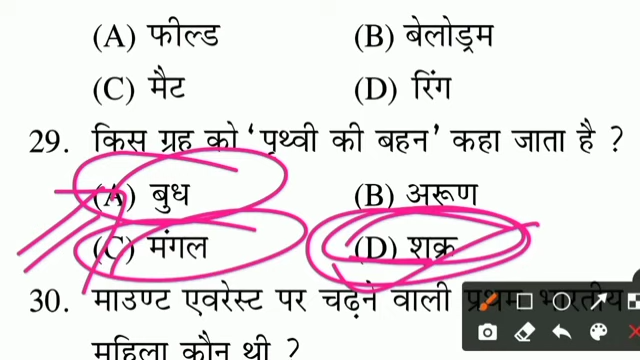 (A) फील्ड (B) बेलोड्रम
(C) मैट (D) रिंग
29. किस ग्रह को ‘पृथ्वी की बहन’ कहा जाता है ?
(A) बुध (B) अरूण
(C) मंगल (D) शुक्र
30. माउण्ट एवरेस्ट पर चढ़ने वाली प्रथम भारतीय
महिला कौन थी ?